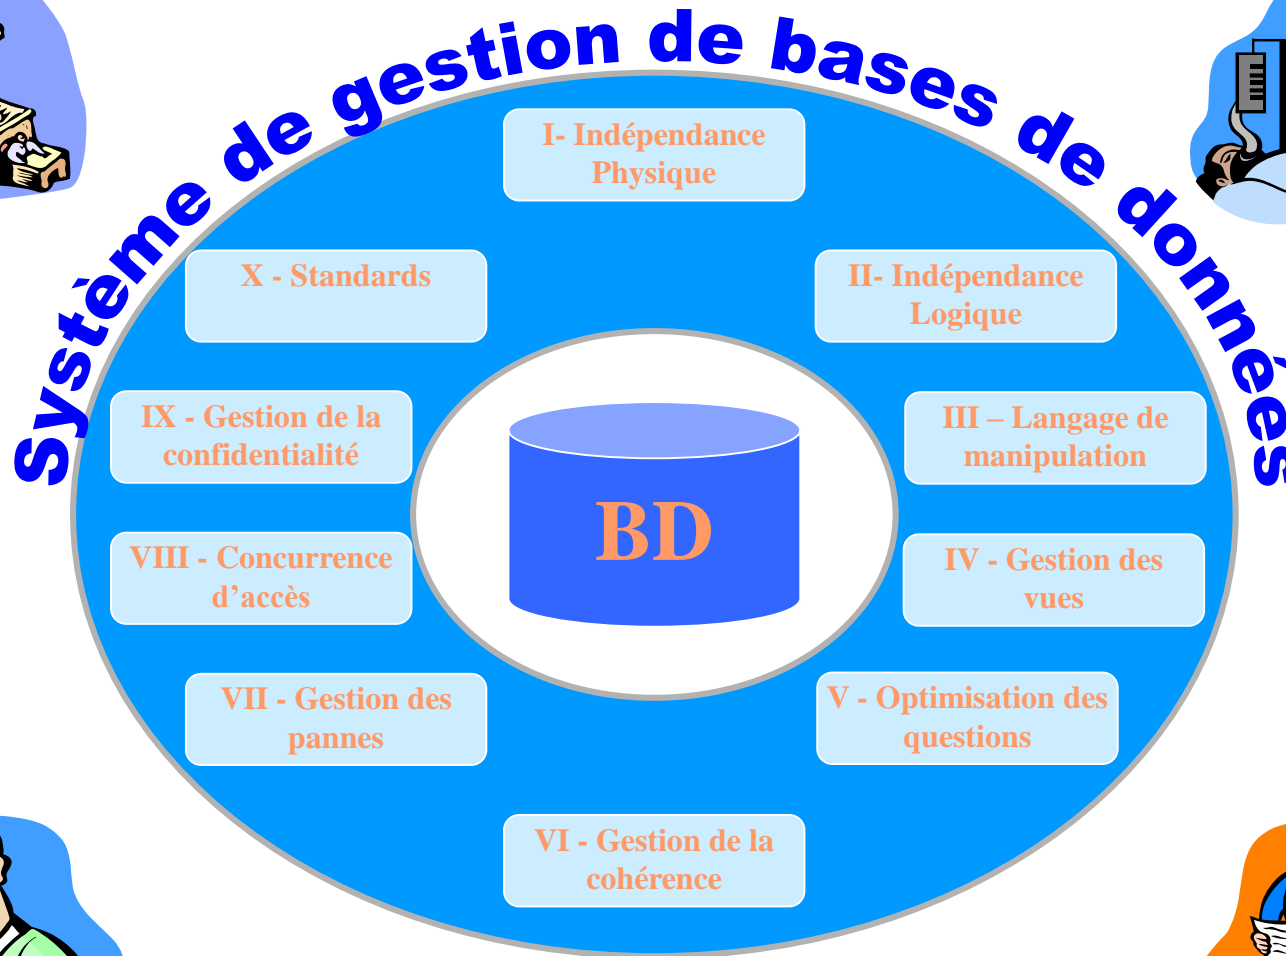 Système de gestion de bases de données
I- Indépendance
Physique
X - Standards
II- Indépendance
Logique
IX - Gestion de la
confidentialité
III – Langage de
manipulation
BD
VIII - Concurrence
d’accès
IV - Gestion des
vues
VII - Gestion des
pannes
V - Optimisation des
questions
VI - Gestion de la
cohérence